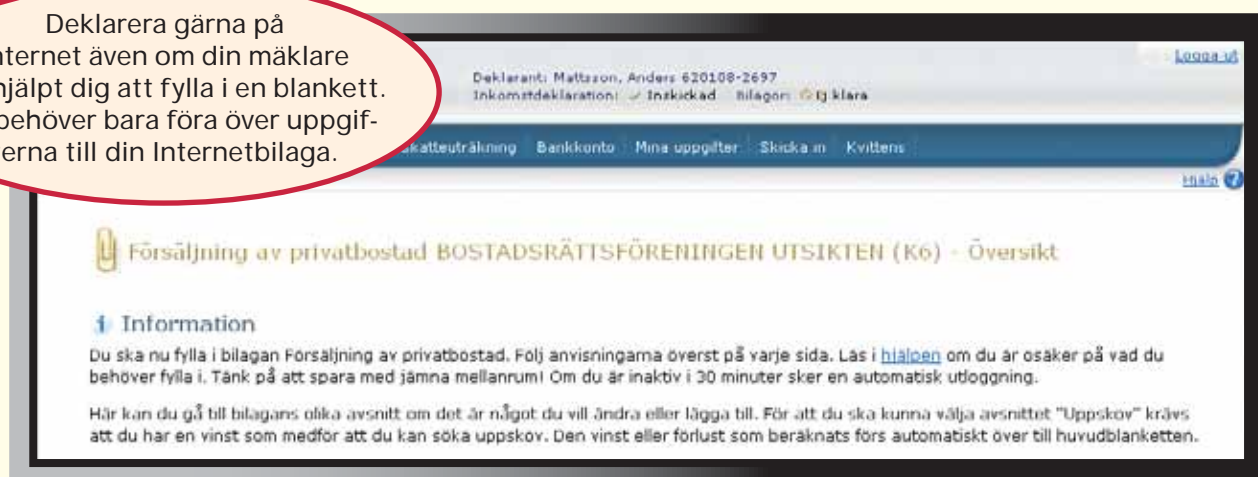 Deklarera gärna på
nternet även om din mäklare
hjälpt dig att fylla i en blankett.
behöver bara föra över uppgif-
erna till din Internetbilaga.
Logga ut
Deklarant: Mattsson, Anders 620108-2697
Inkomstdeklaration: Inskickad Bilagor: Ej klara
katteuträkning Bankkonto Mina uppgifter Skicka in Kvittens
Hjälp
Försäljning av privatbostad BOSTADSRÄTTSFÖRENINGEN UTSIKTEN (K6) - Översikt
Information
Du ska nu fylla i bilagan Försäljning av privatbostad. Följ anvisningarna överst på varje sida. Läs i hjälpen om du är osäker på vad du
behöver fylla i. Tänk på att spara med jämna mellanrum! Om du är inaktiv i 30 minuter sker en automatisk utloggning.
Här kan du gå till bilagans olika avsnitt om det är något du vill ändra eller lägga till. För att du ska kunna välja avsnittet "Uppskov" krävs
att du har en vinst som medför att du kan söka uppskov. Den vinst eller förlust som beräknats förs automatiskt över till huvudblanketten.